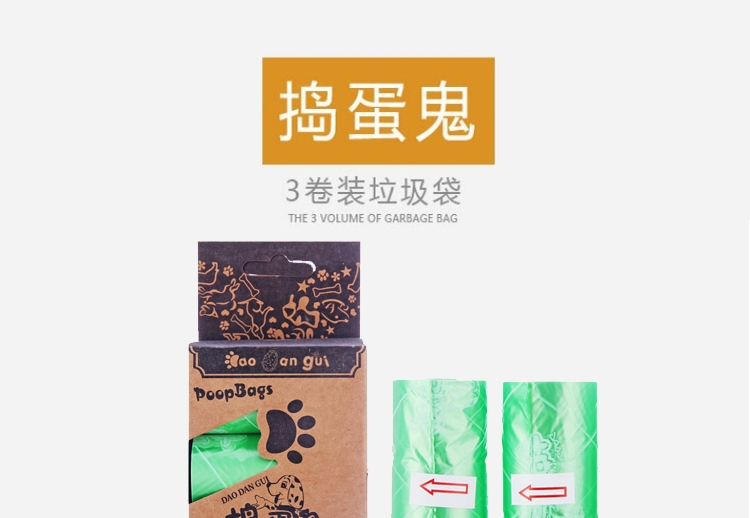 捣蛋鬼
3卷装垃圾袋
THE 3 VOLUME OF GARBAGE BAG
Dao Dan gui
PoopBags
DAO DAN GUI